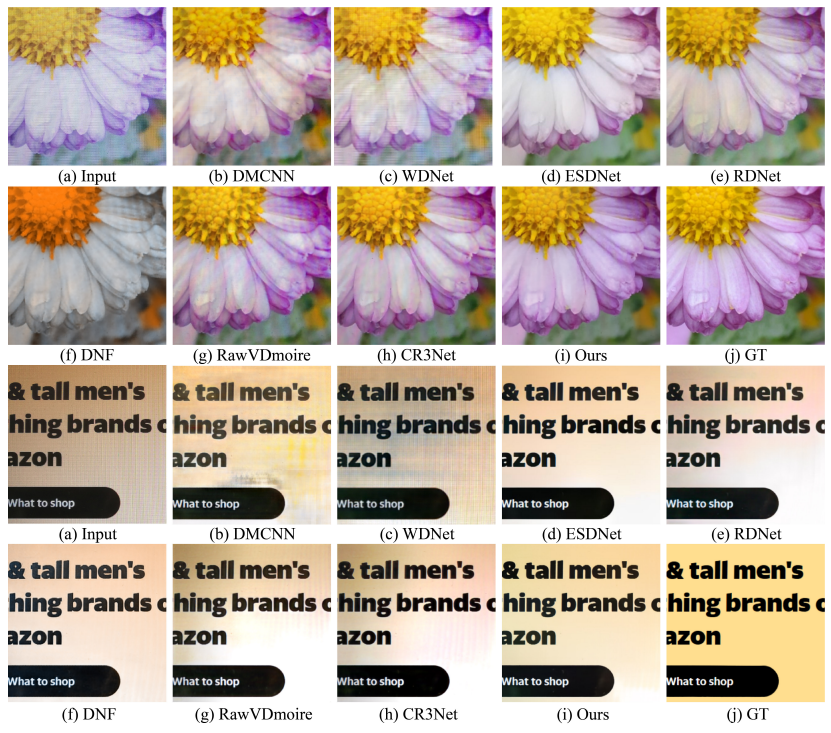 (a) Input (b) DMCNN (c) WDNet (d) ESDNet (e) RDNet
(f) DNF (g) RawVDmoire (h) CR3Net (i) Ours (j) GT
& tall men's & tall men's & tall men's & tall men's & tall men's
hing brands c hing brands c hing brands c hing brands c hing brands c
azon azon azon azon azon
What to shop What to shop What to shop What to shop What to shop
(a) Input (b) DMCNN (c) WDNet (d) ESDNet (e) RDNet
& tall men's & tall men's & tall men's & tall men's & tall men's
hing brands c hing brands c hing brands c hing brands c hing brands c
azon azon azon azon azon
What to shop What to shop What to shop What to shop What to shop
(f) DNF (g) RawVDmoire (h) CR3Net (i) Ours (j) GT